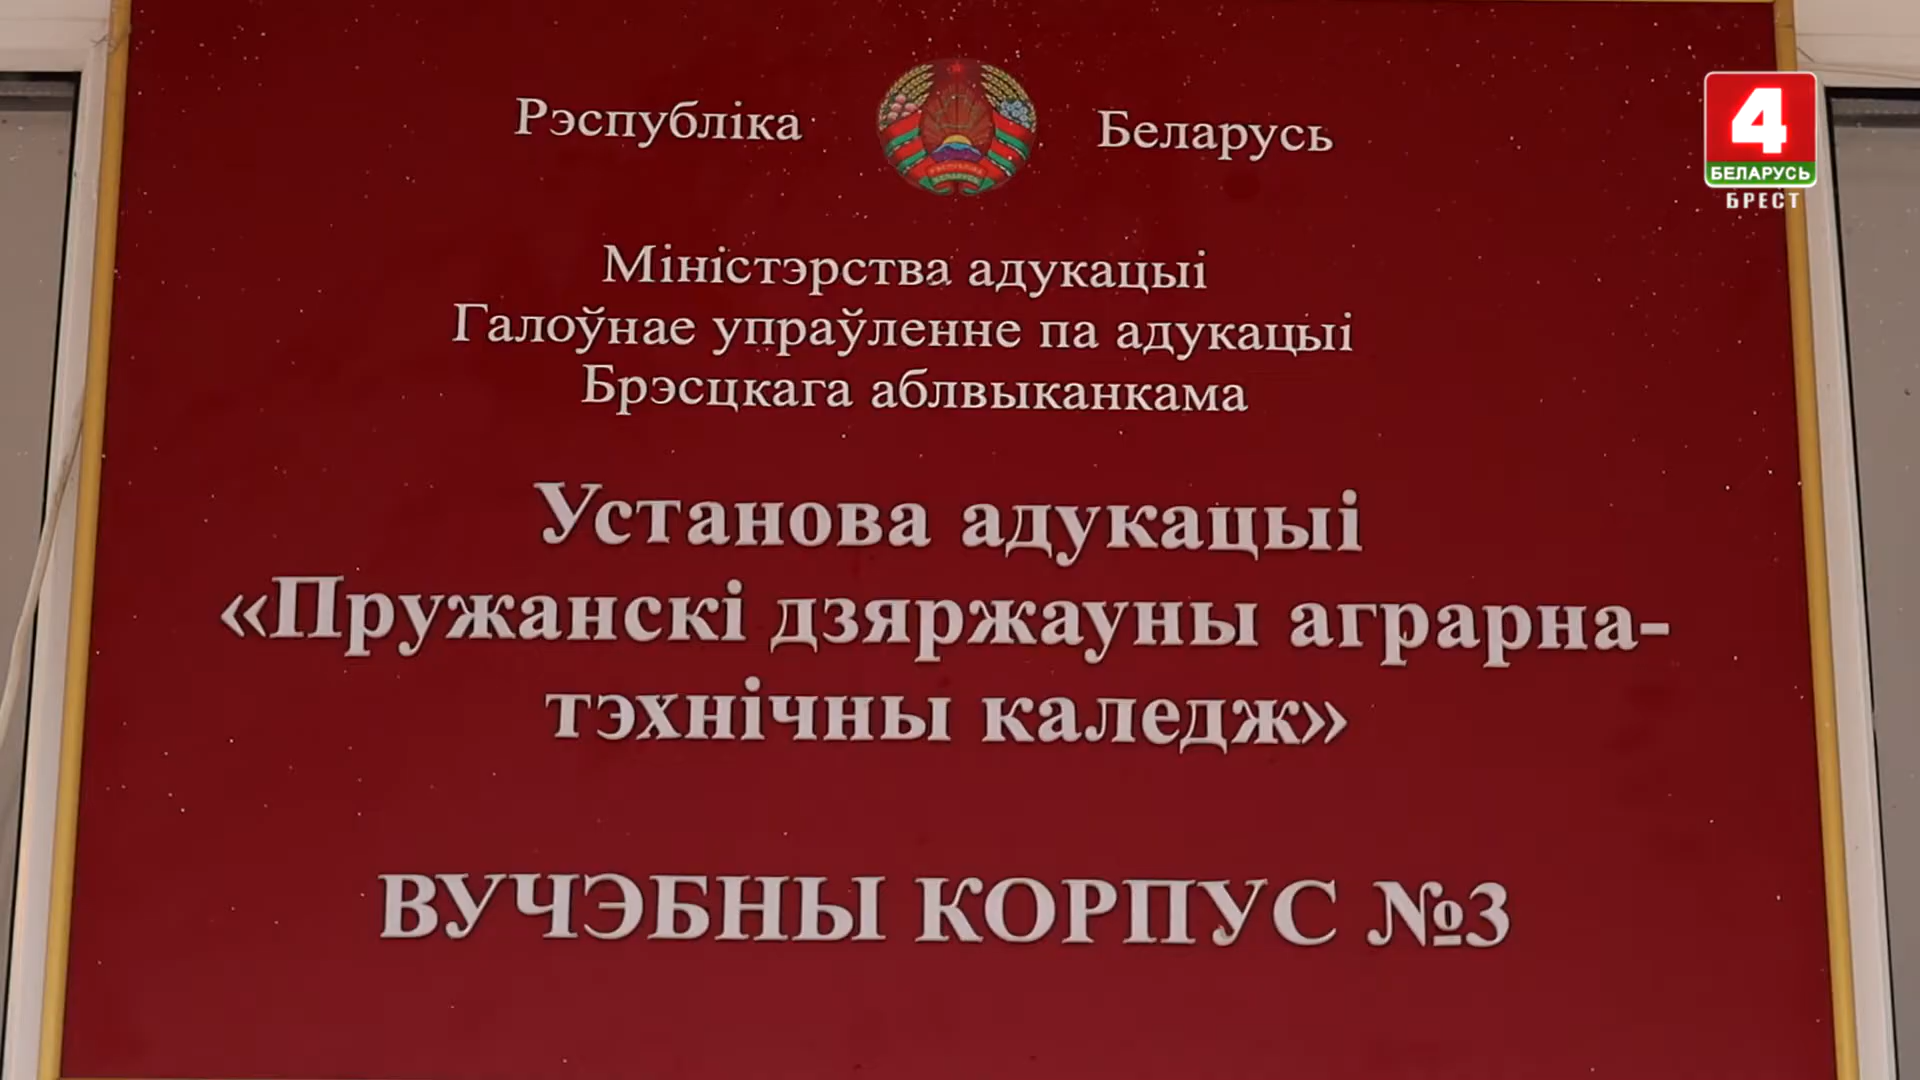 Рэспубліка Беларусь
4
БЕЛАРУСЬ
БРЕСТ
Міністэрства адукацыі
Галоўнае упраўленне па адукацыі
Брэсцкага аблвыканкама
Установа адукацыі
«Пружанскі дзяржауны аграрна-
тэхнічны каледж»
ВУЧЭБНЫ КОРПУС №3